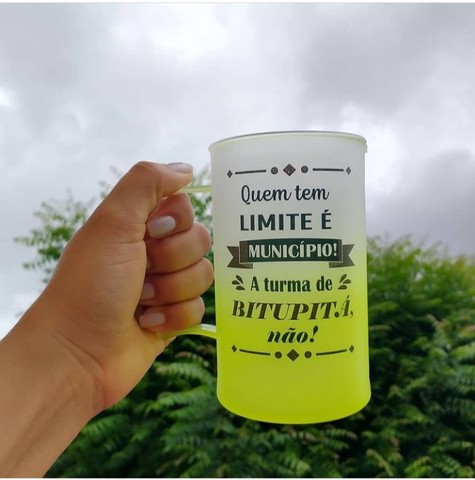 Quem tem
LIMITE É
MUNICÍPIO!
A turma de
BITUPITÁ,
não!